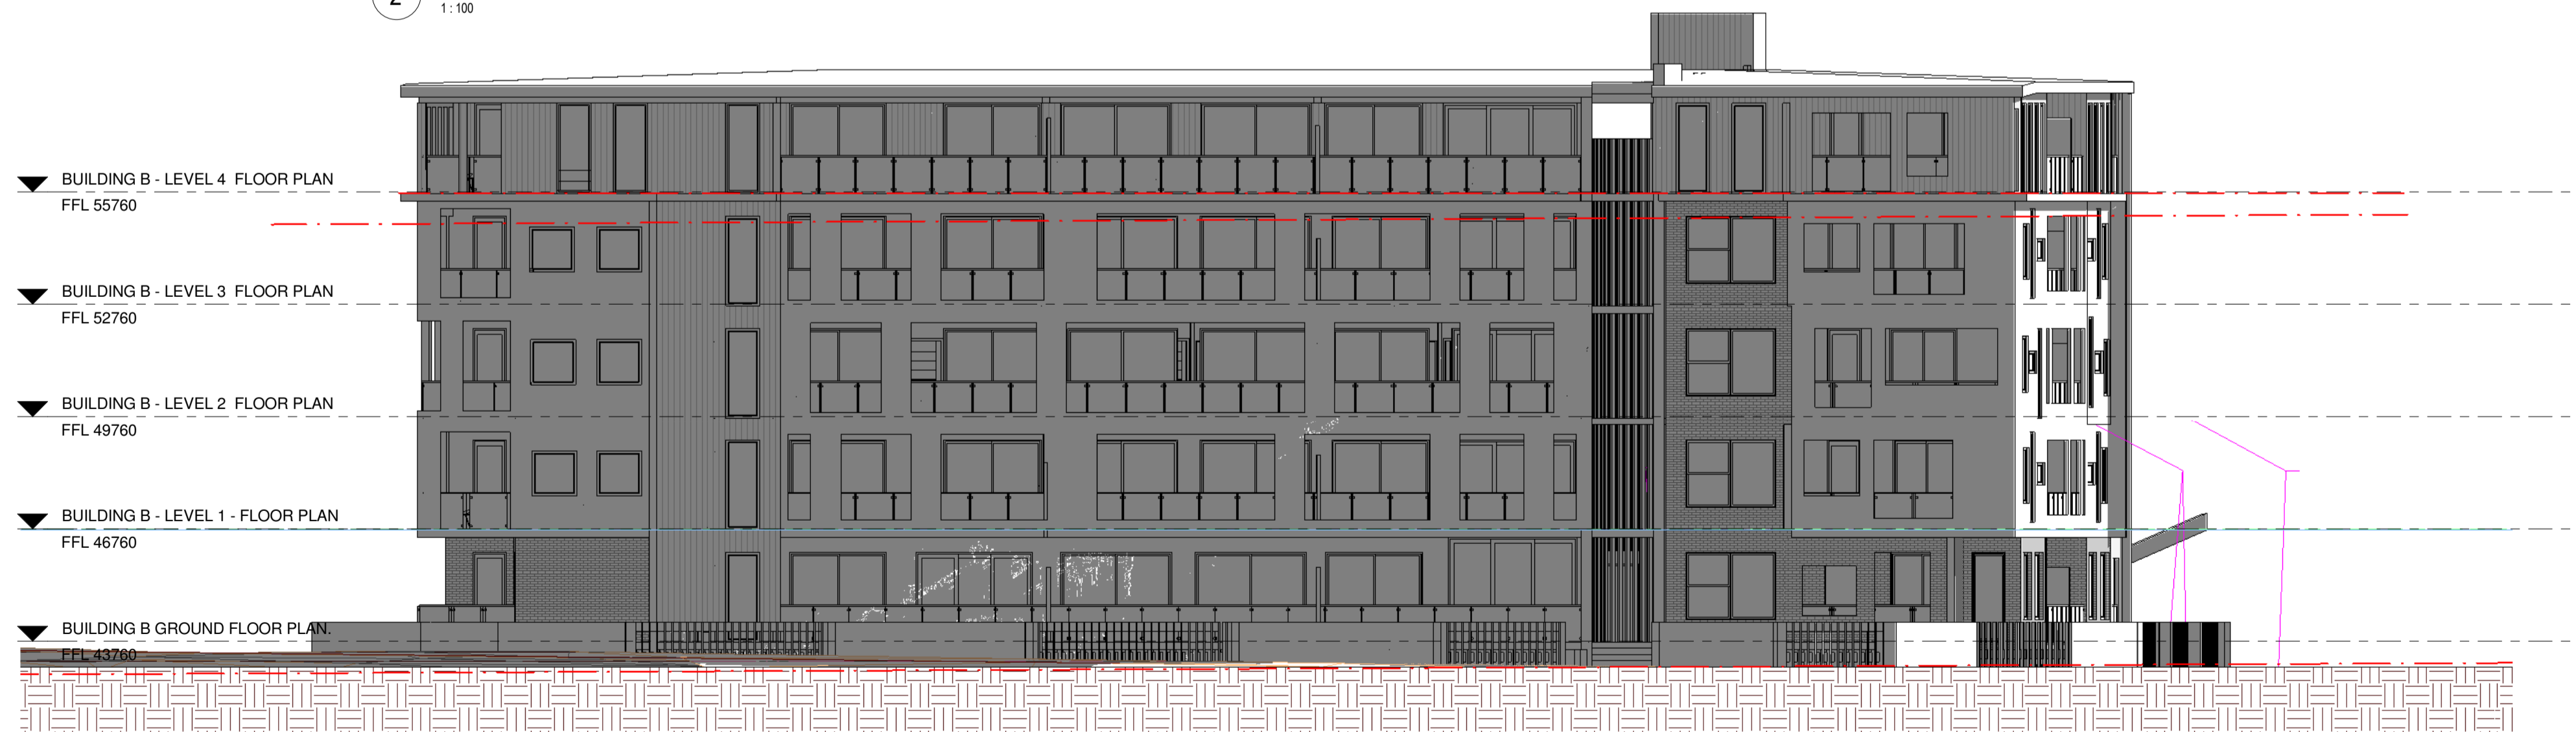 1 : 100
BUILDING B - LEVEL 4 FLOOR PLAN
FFL 55760
BUILDING B - LEVEL 3 FLOOR PLAN
FFL 52760
BUILDING B - LEVEL 2 FLOOR PLAN
FFL 49760
BUILDING B - LEVEL 1 - FLOOR PLAN
FFL 46760
BUILDING B GROUND FLOOR PLAN.
FFL 43760